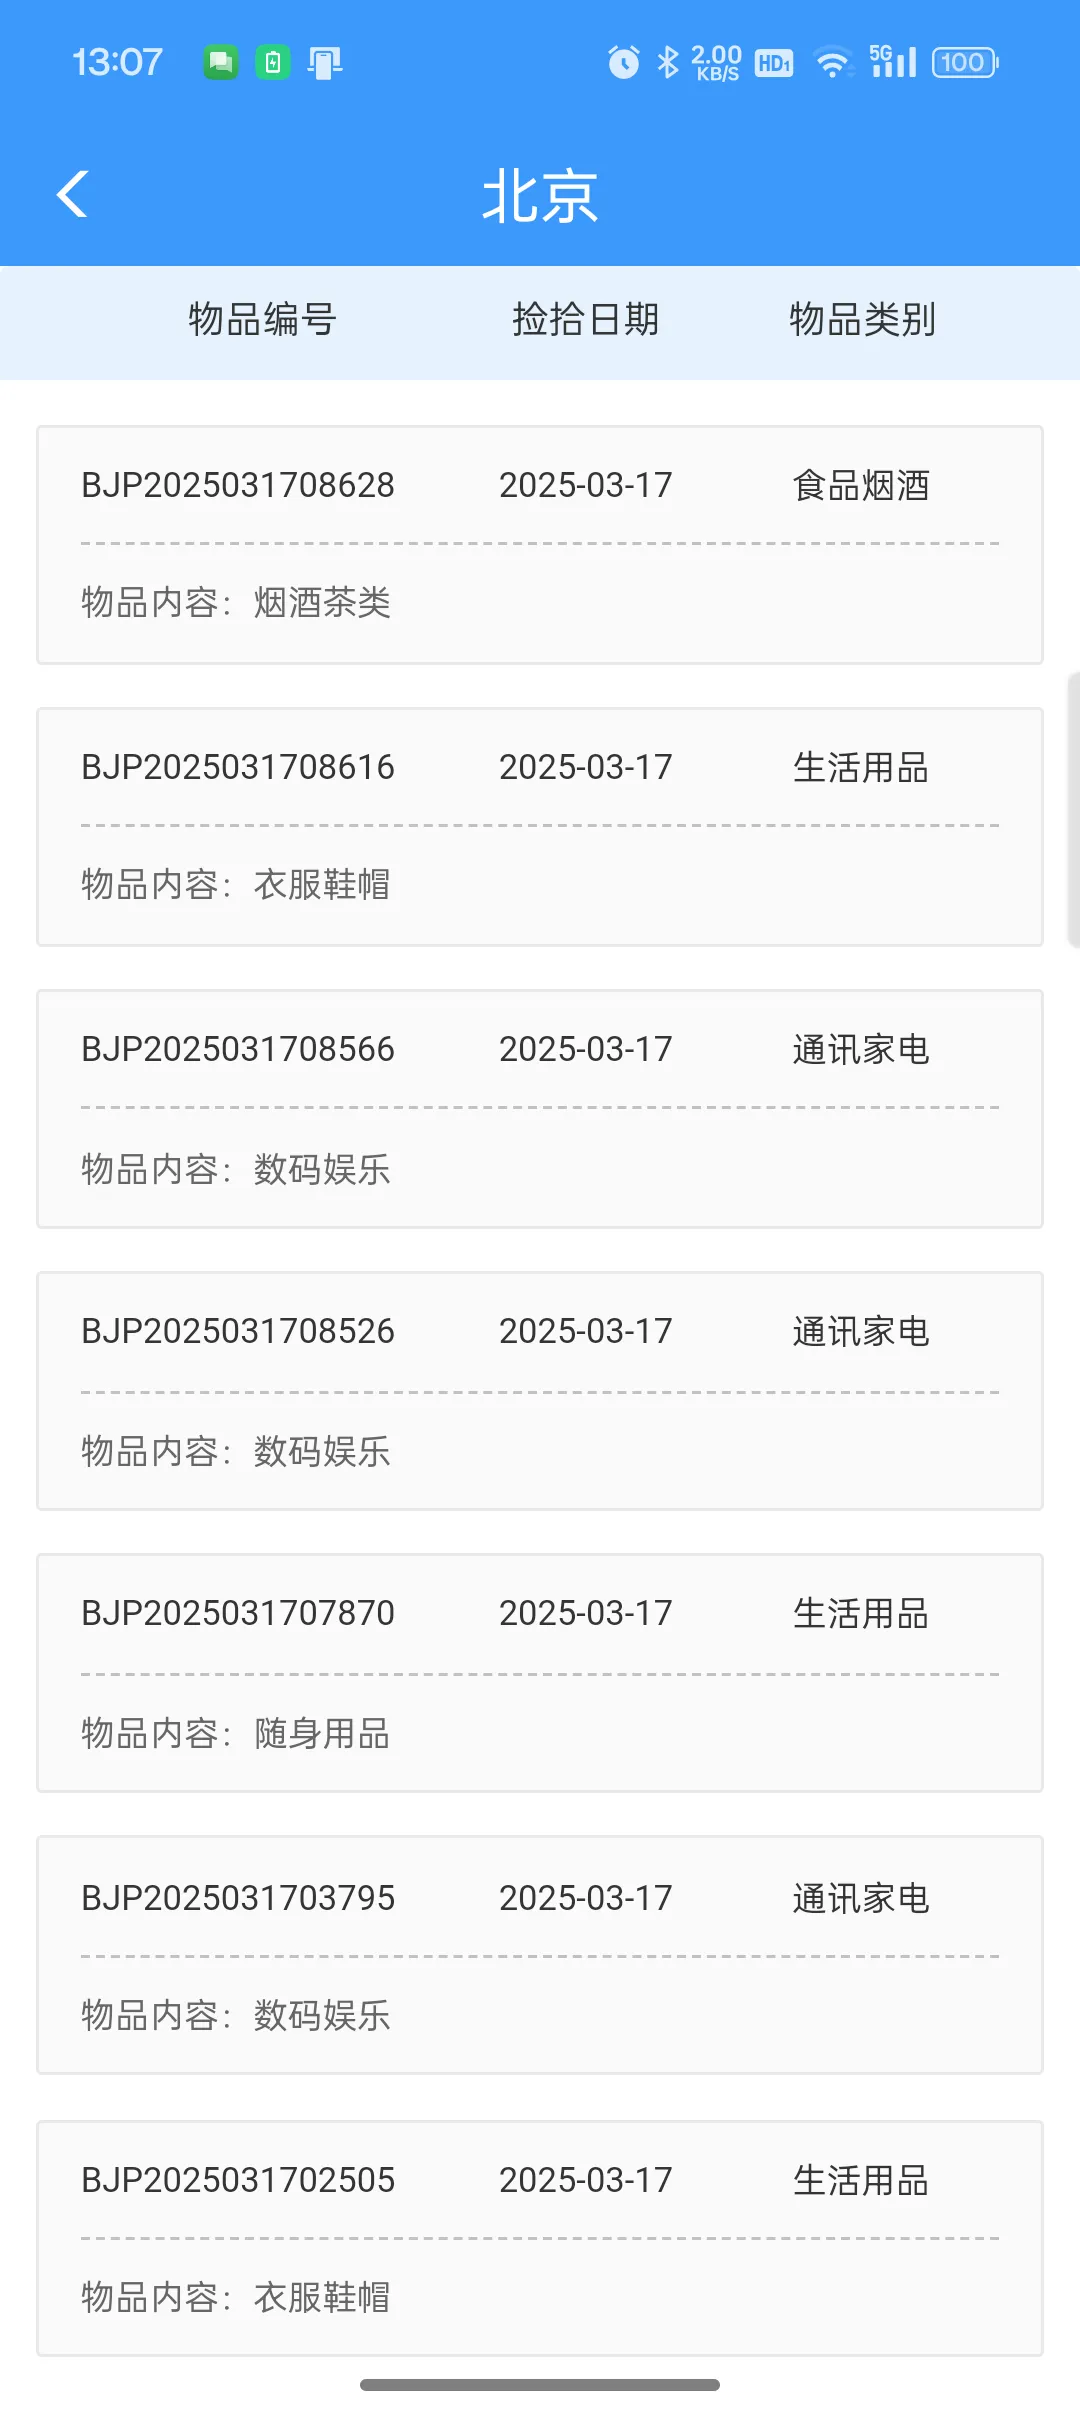 13:07 2.00 KB/S HD1 5G 100
北京
物品编号 捡拾日期 物品类别
BJP2025031708628 2025-03-17 食品烟酒
物品内容：烟酒茶类
BJP2025031708616 2025-03-17 生活用品
物品内容：衣服鞋帽
BJP2025031708566 2025-03-17 通讯家电
物品内容：数码娱乐
BJP2025031708526 2025-03-17 通讯家电
物品内容：数码娱乐
BJP2025031707870 2025-03-17 生活用品
物品内容：随身用品
BJP2025031703795 2025-03-17 通讯家电
物品内容：数码娱乐
BJP2025031702505 2025-03-17 生活用品
物品内容：衣服鞋帽